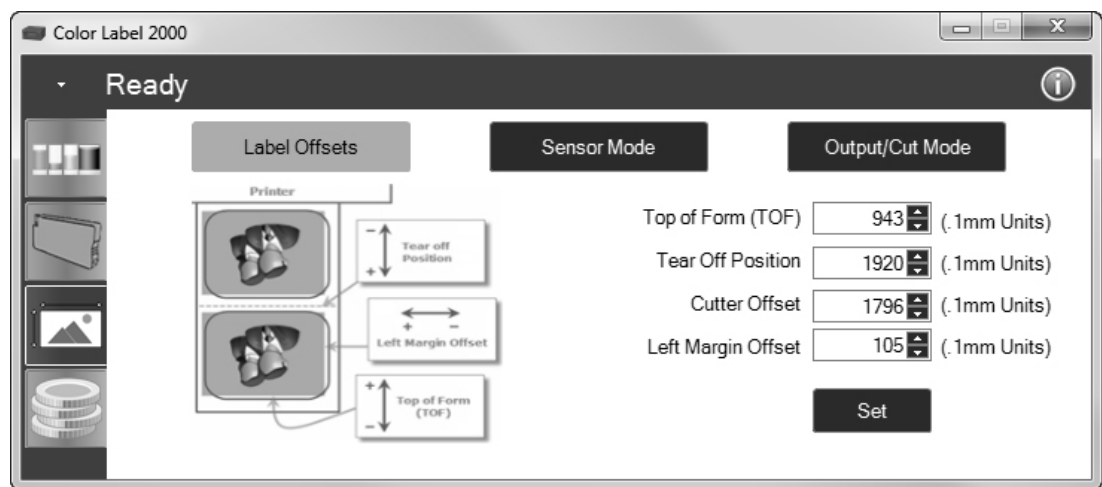 Color Label 2000
Ready
Label Offsets
Sensor Mode
Output/Cut Mode
Printer
- 
Tear off
Position
+
+ -
Left Margin Offset
+
Top of Form
(TOF)
-
Top of Form (TOF) 943 (.1mm Units)
Tear Off Position 1920 (.1mm Units)
Cutter Offset 1796 (.1mm Units)
Left Margin Offset 105 (.1mm Units)
Set